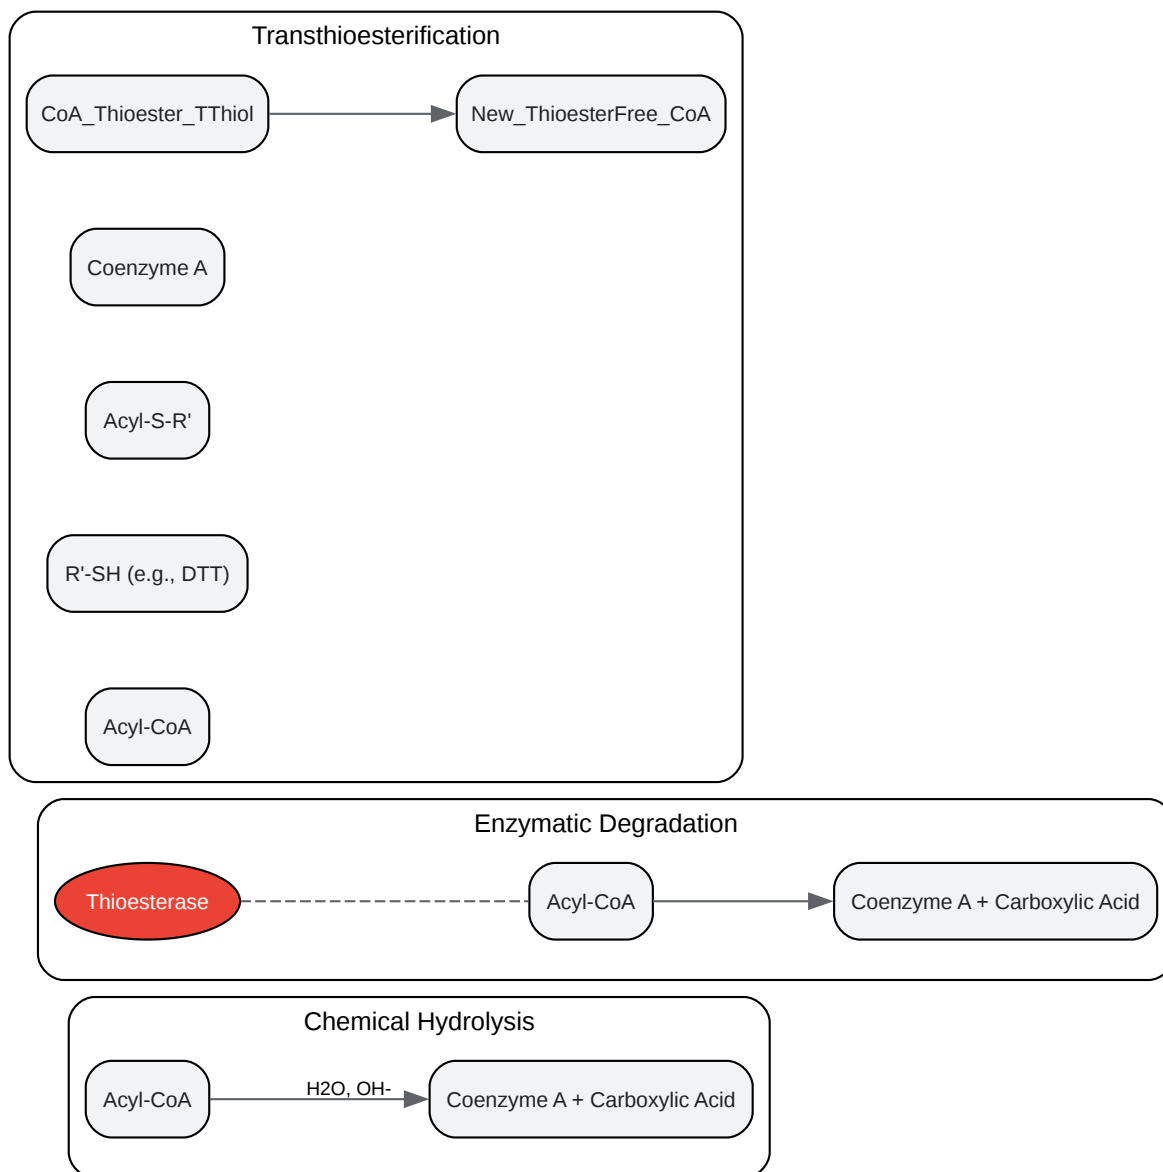 Transthioesterification
CoA_Thioester_TThiol
New_ThioesterFree_CoA
Coenzyme A
Acyl-S-R'
R'-SH (e.g., DTT)
Acyl-CoA
Enzymatic Degradation
Thioesterase
Acyl-CoA
Coenzyme A + Carboxylic Acid
Chemical Hydrolysis
Acyl-CoA
H2O, OH-
Coenzyme A + Carboxylic Acid